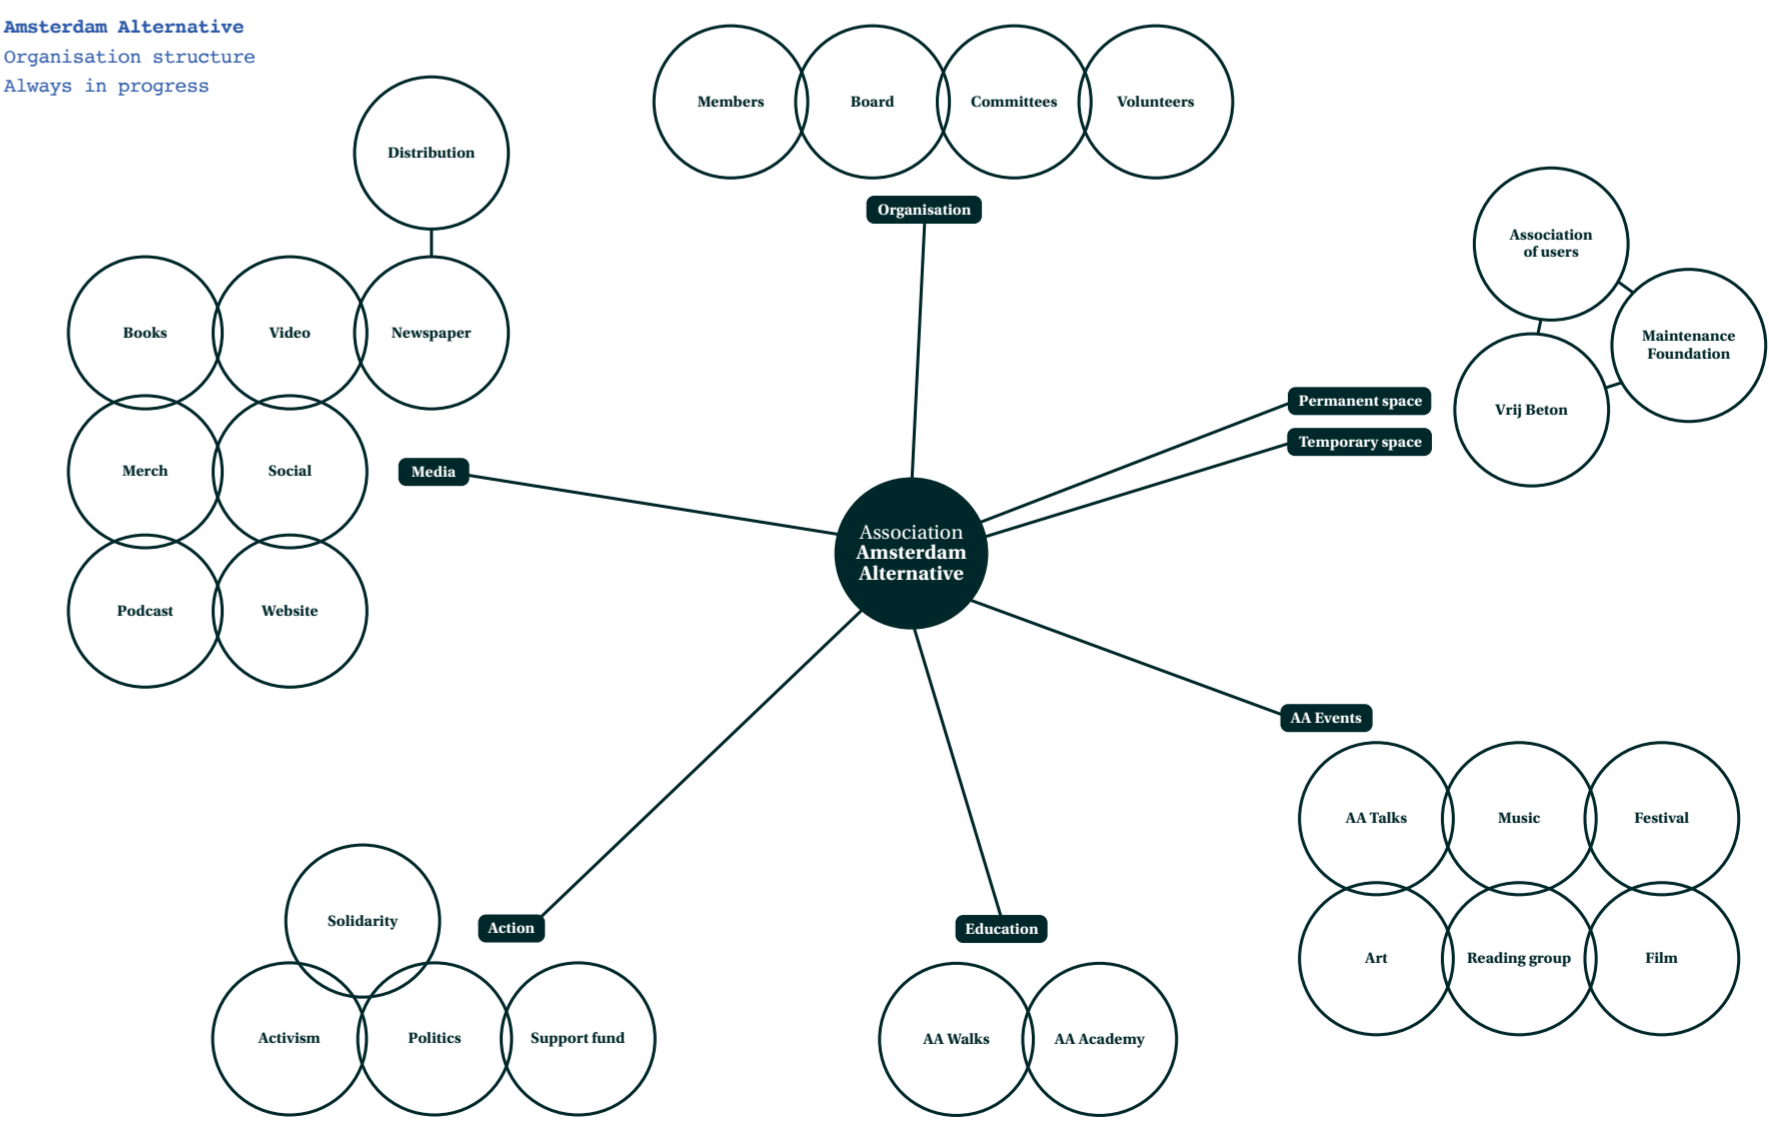 Amsterdam Alternative
Organisation structure
Always in progress
Members
Board
Committees
Volunteers
Organisation
Distribution
Books
Video
Newspaper
Merch
Social
Media
Podcast
Website
Association
of users
Maintenance
Foundation
Vrij Beton
Permanent space
Temporary space
Association
Amsterdam
Alternative
AA Events
AA Talks
Music
Festival
Art
Reading group
Film
Action
Solidarity
Activism
Politics
Support fund
Education
AA Walks
AA Academy